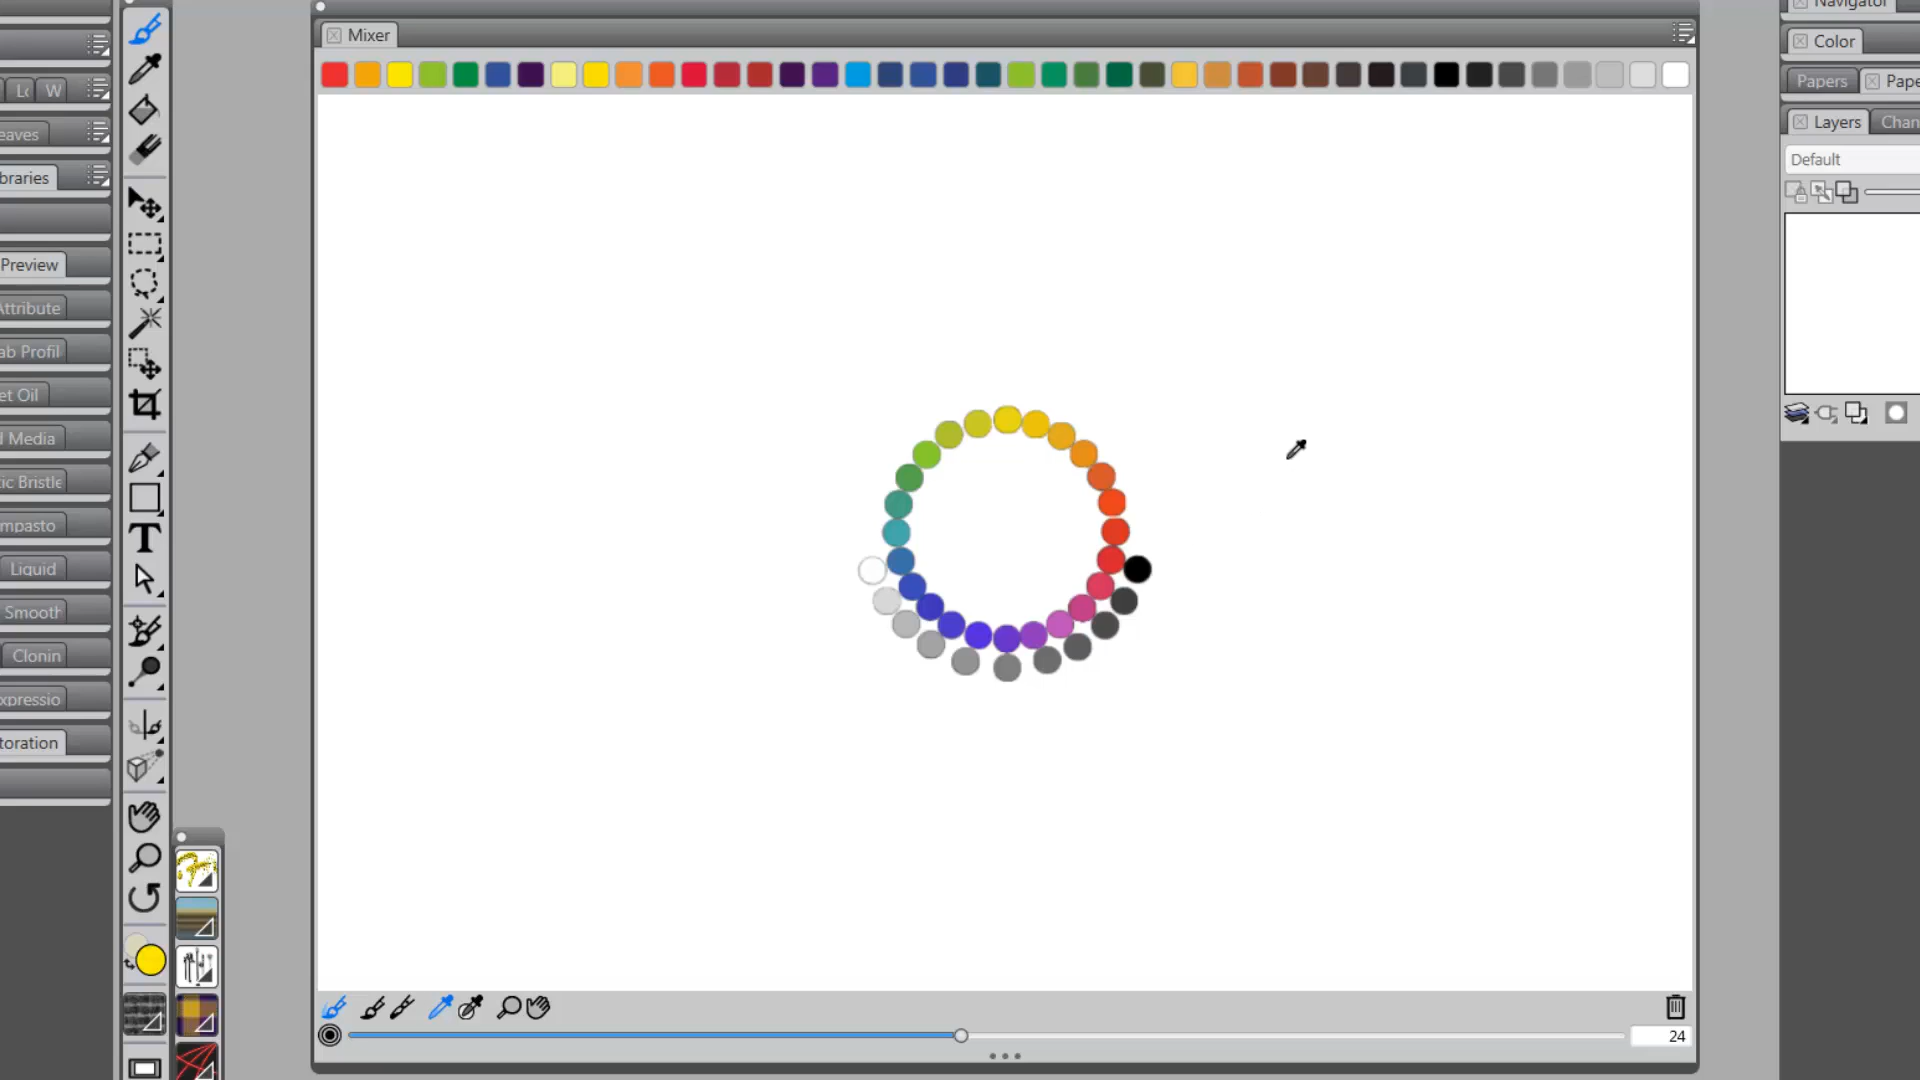 Mixer
Navigator
Color
Papers
Pape
Layers
Chan
Default
Lc
W
eaves
braries
Preview
Attribute
ab Profil
et Oil
d Media
ic Bristle
mpasto
Liquid
Smooth
Clonin
xpressio
toration
T
24